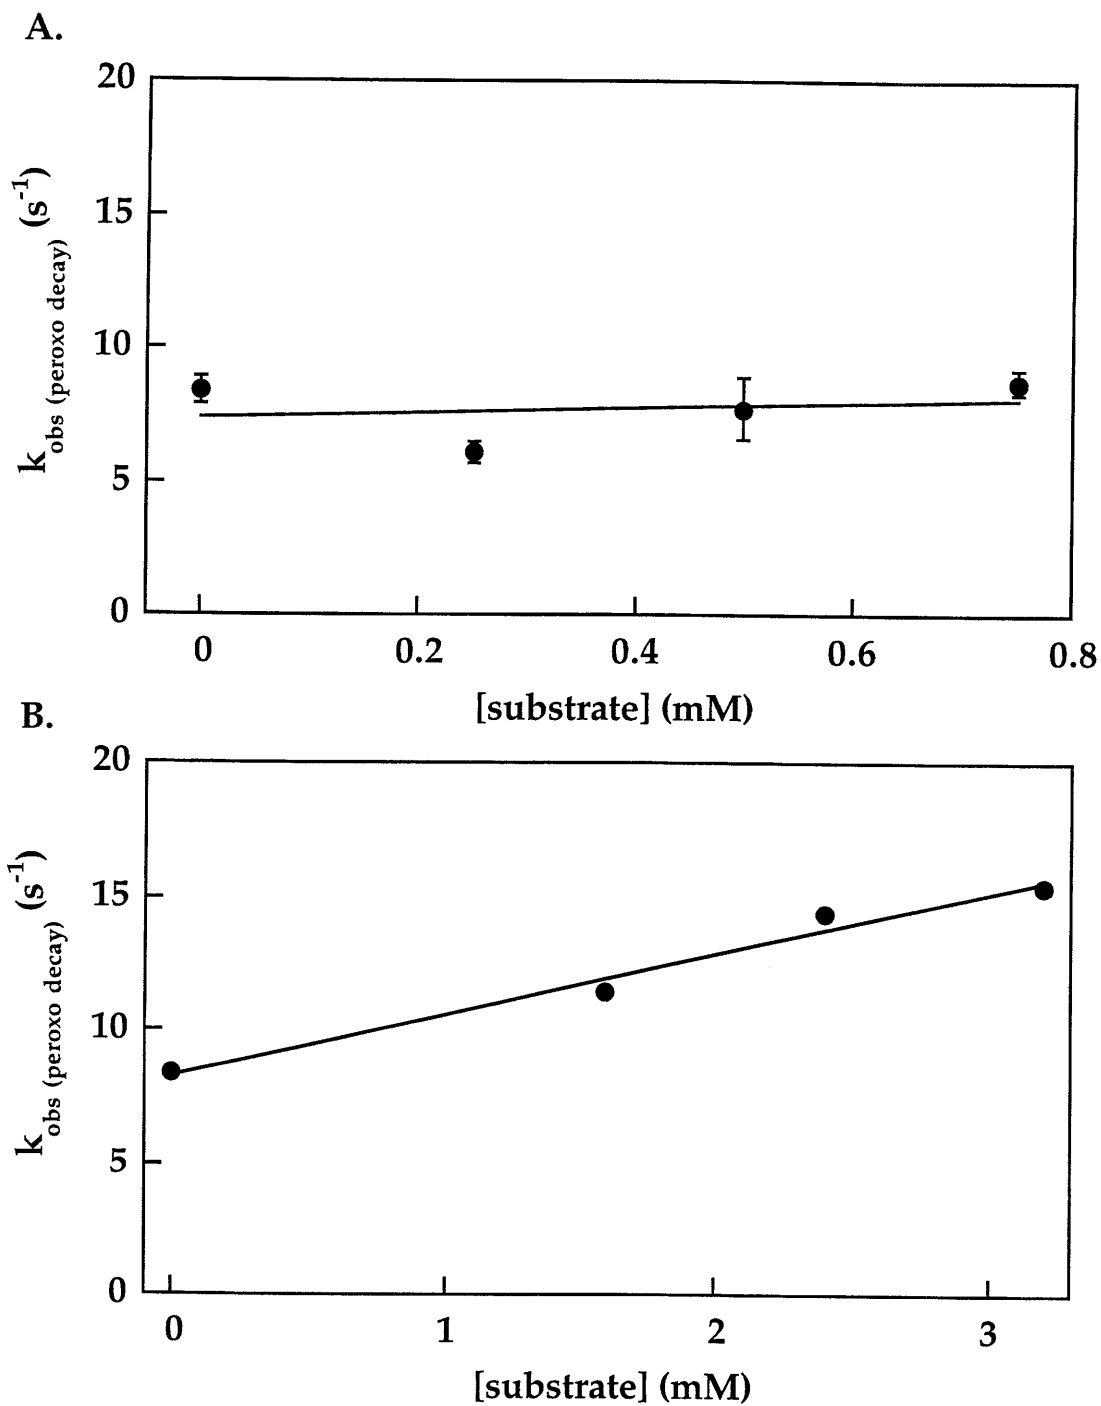 A.
20
15
10
5
0
k obs (peroxo decay) (s-1)
0 0.2 0.4 0.6 0.8
[substrate] (mM)
B.
20
15
10
5
0
k obs (peroxo decay) (s-1)
0 1 2 3
[substrate] (mM)